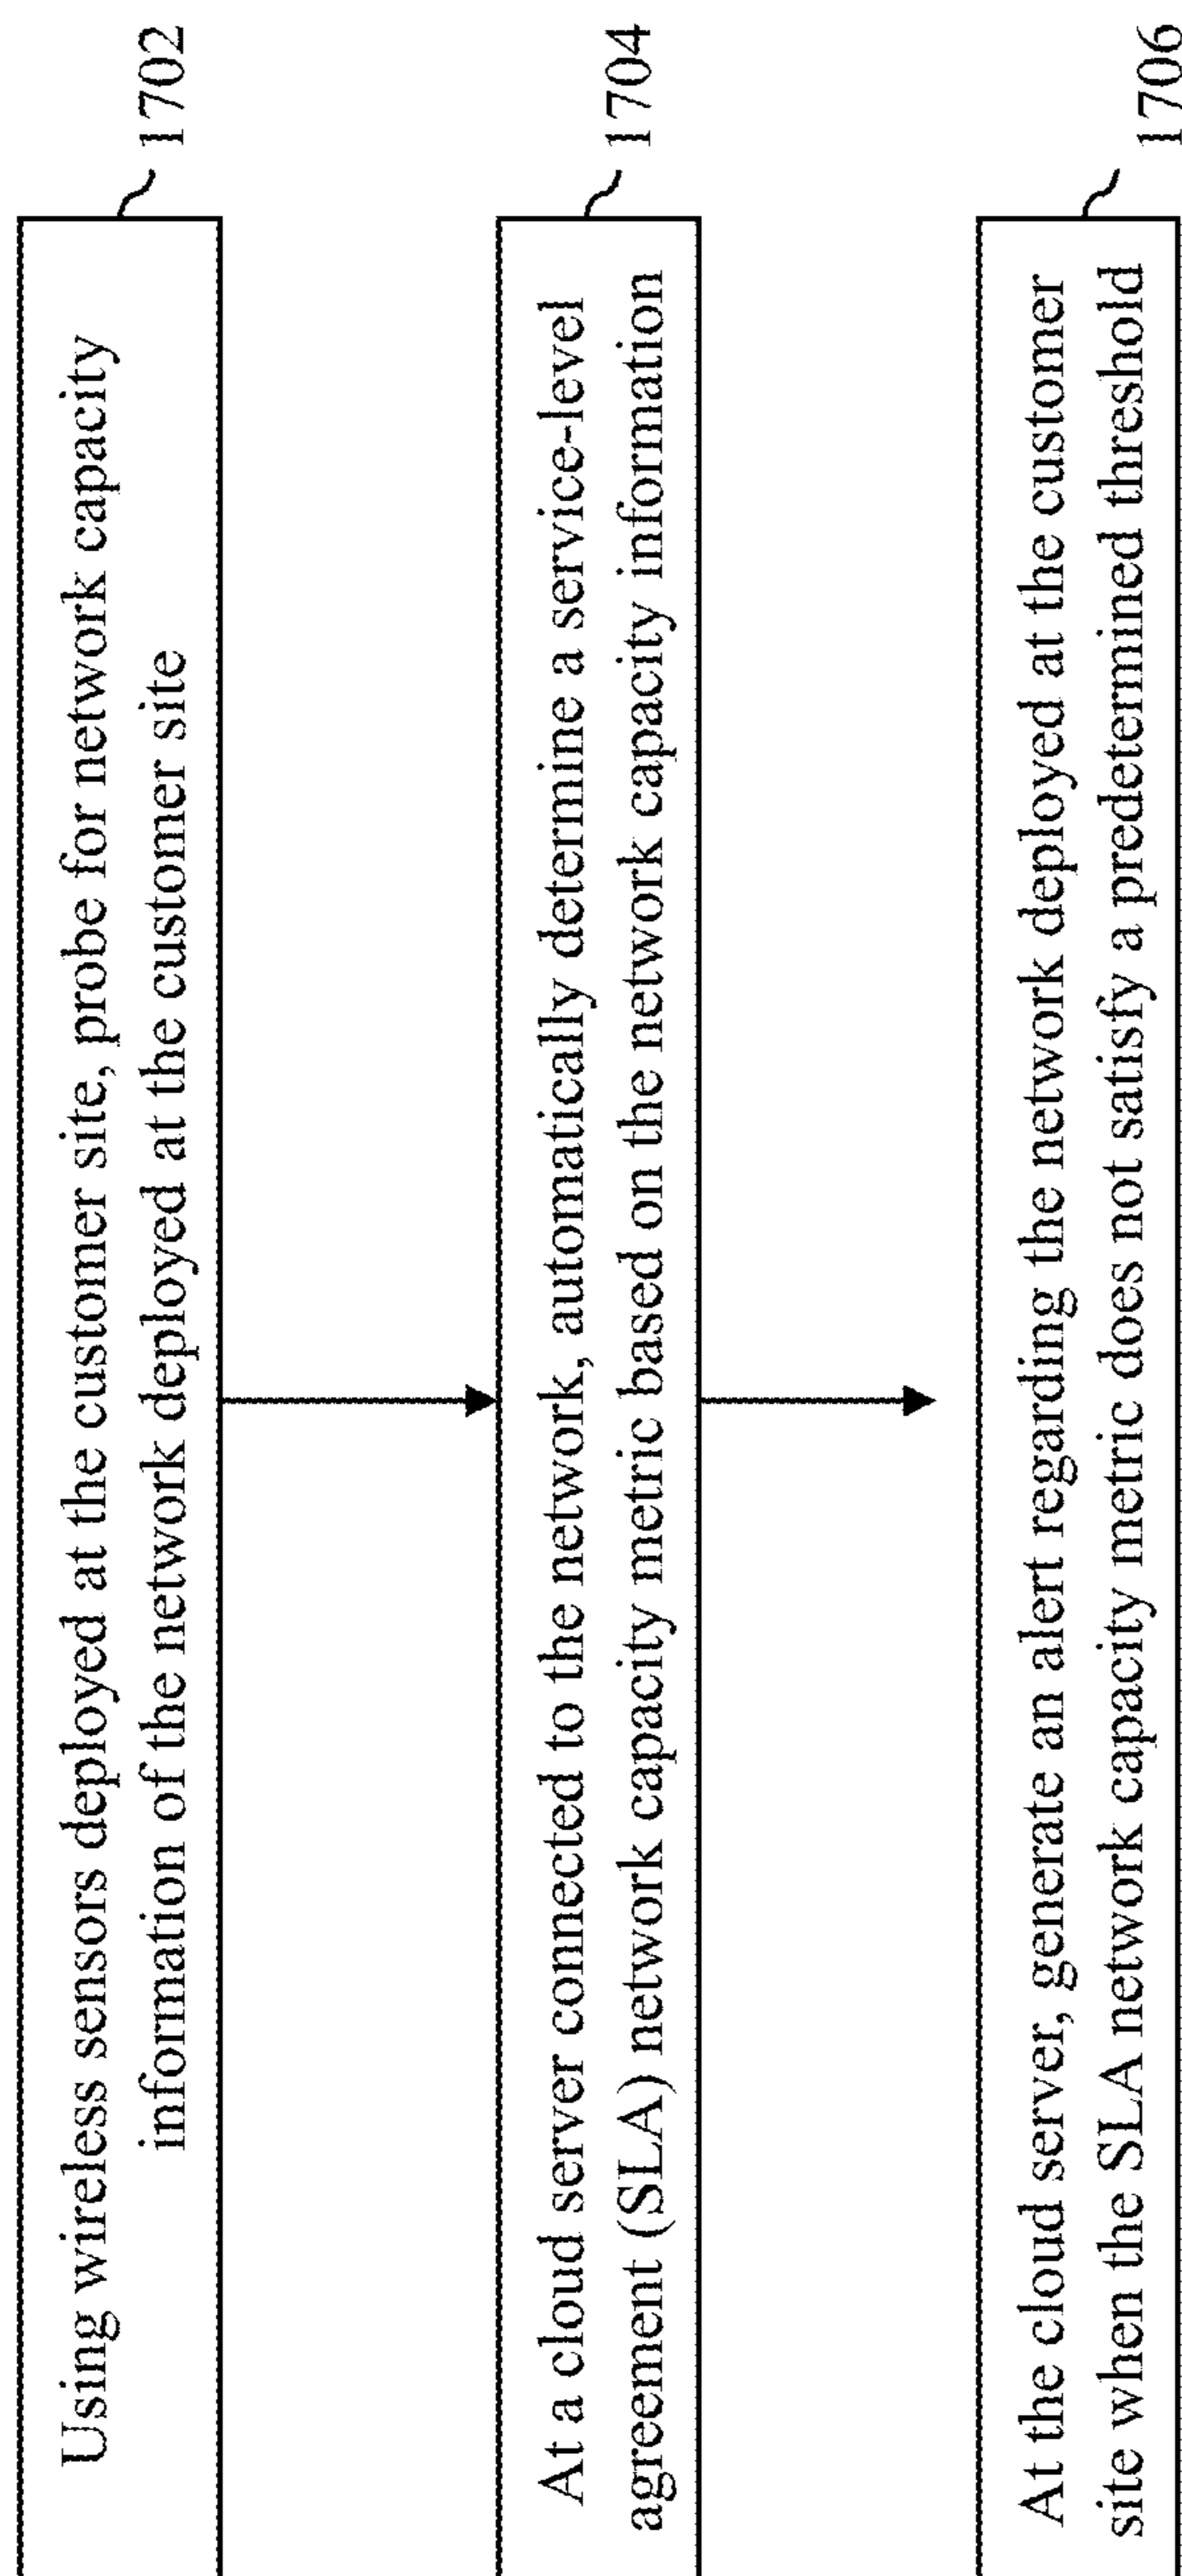 Using wireless sensors deployed at the customer site, probe for network capacity
information of the network deployed at the customer site
1702
At a cloud server connected to the network, automatically determine a service-level
agreement (SLA) network capacity metric based on the network capacity information
1704
At the cloud server, generate an alert regarding the network deployed at the customer
site when the SLA network capacity metric does not satisfy a predetermined threshold
1706